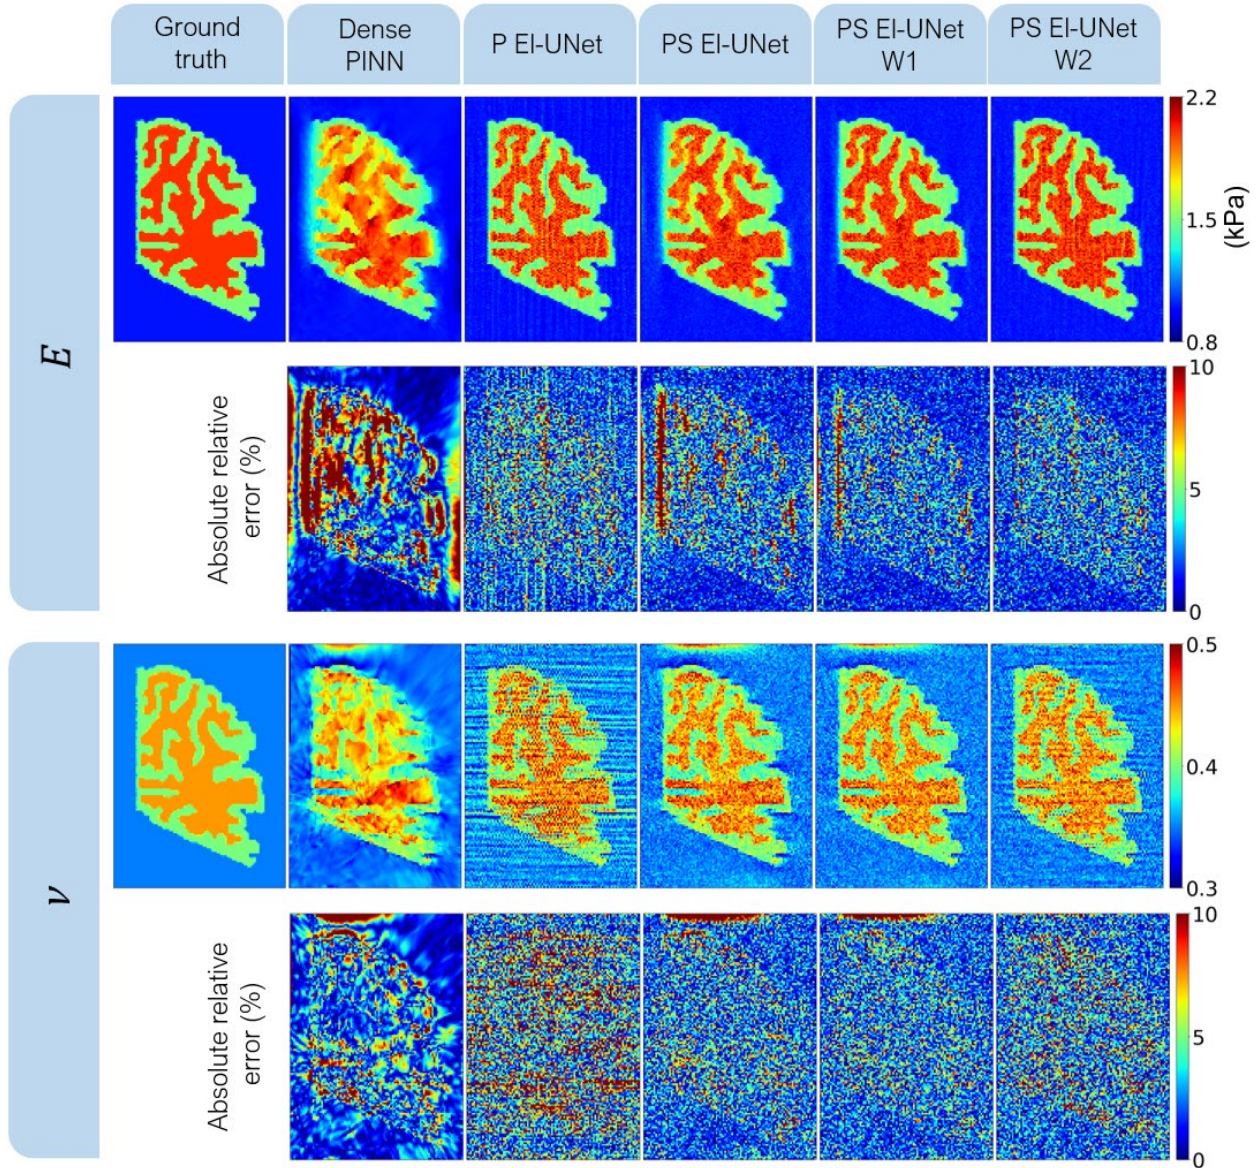 Ground
truth
Dense
PINN
P El-UNet
PS El-UNet
PS El-UNet
W1
PS El-UNet
W2
E
2.2
1.5
0.8
(kPa)
Absolute relative
error (%)
10
5
0
ν
0.5
0.4
0.3
Absolute relative
error (%)
10
5
0